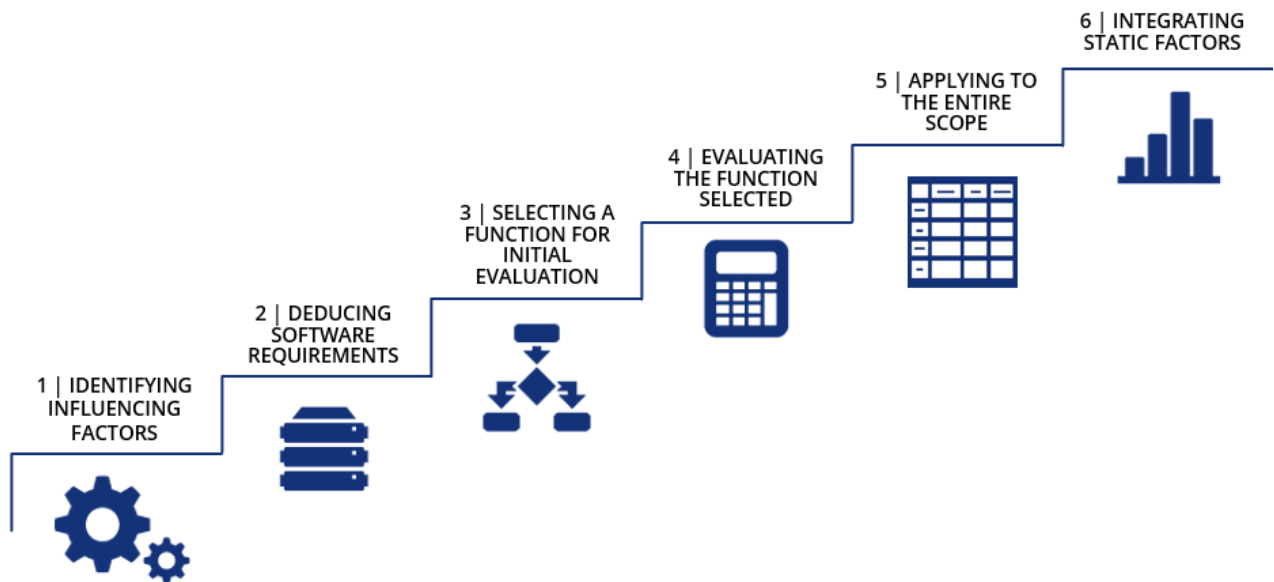 1 | IDENTIFYING
INFLUENCING
FACTORS
2 | DEDUCING
SOFTWARE
REQUIREMENTS
3 | SELECTING A
FUNCTION FOR
INITIAL
EVALUATION
4 | EVALUATING
THE FUNCTION
SELECTED
5 | APPLYING TO
THE ENTIRE
SCOPE
6 | INTEGRATING
STATIC FACTORS